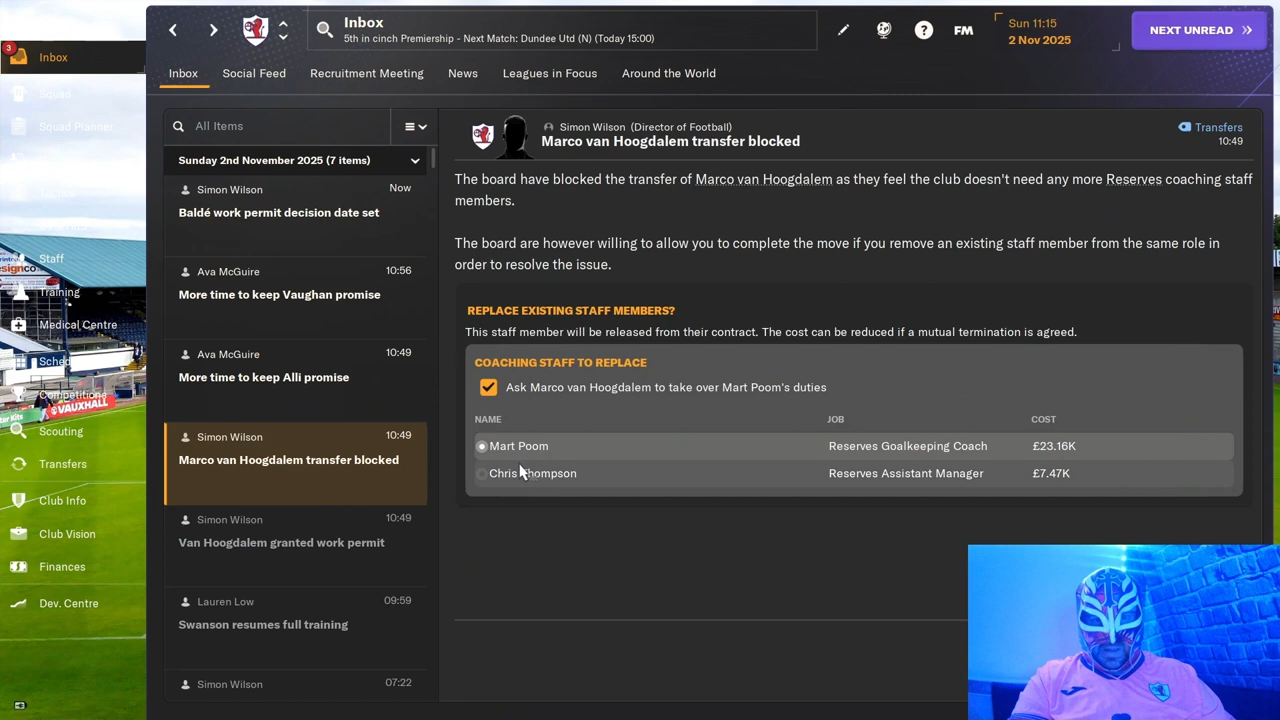 Inbox
5th in cinch Premiership - Next Match: Dundee Utd (N) (Today 15:00)
FM
Sun 11:15
2 Nov 2025
NEXT UNREAD
3
Inbox
Squad
Squad Planner
Staff
Training
Medical Centre
Sched
Competitions
Scouting
Transfers
Club Info
Club Vision
Finances
Dev. Centre
VAUXHALL
Inbox
Social Feed
Recruitment Meeting
News
Leagues in Focus
Around the World
All Items
Sunday 2nd November 2025 (7 items)
Simon Wilson
Now
Baldé work permit decision date set
Ava McGuire
10:56
More time to keep Vaughan promise
Ava McGuire
10:49
More time to keep Alli promise
Simon Wilson
10:49
Marco van Hoogdalem transfer blocked
Simon Wilson
10:49
Van Hoogdalem granted work permit
Lauren Low
09:59
Swanson resumes full training
Simon Wilson
07:22
Simon Wilson (Director of Football)
Marco van Hoogdalem transfer blocked
Transfers
10:49
The board have blocked the transfer of Marco van Hoogdalem as they feel the club doesn't need any more Reserves coaching staff
members.
The board are however willing to allow you to complete the move if you remove an existing staff member from the same role in
order to resolve the issue.
REPLACE EXISTING STAFF MEMBERS?
This staff member will be released from their contract. The cost can be reduced if a mutual termination is agreed.
COACHING STAFF TO REPLACE
Ask Marco van Hoogdalem to take over Mart Poom's duties
NAME JOB COST
Mart Poom Reserves Goalkeeping Coach £23.16K
Chris Thompson Reserves Assistant Manager £7.47K